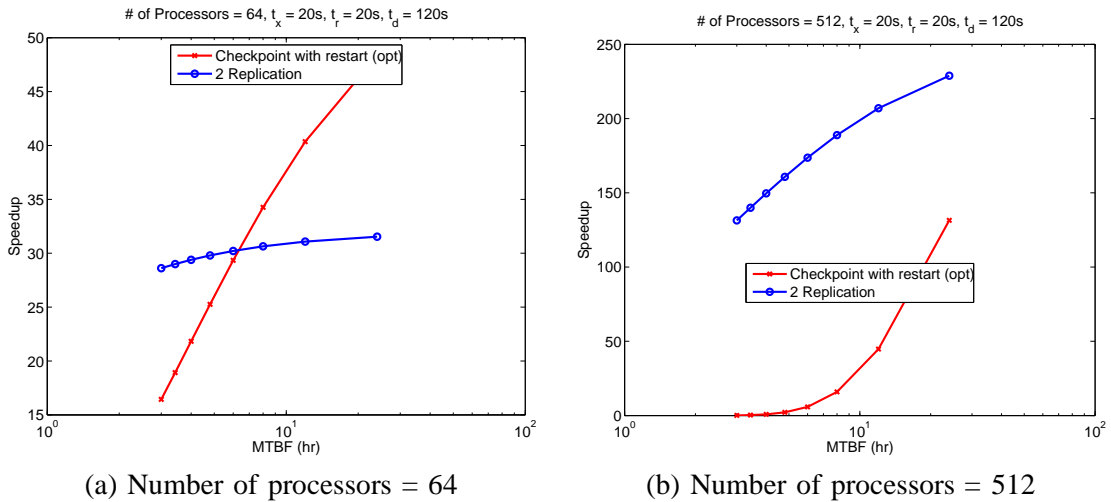 # of Processors = 64, t_x = 20s, t_r = 20s, t_d = 120s
50
45
40
35
30
25
20
15
Speedup
Checkpoint with restart (opt)
2 Replication
10^0
10^1
10^2
MTBF (hr)
(a) Number of processors = 64
# of Processors = 512, t_x = 20s, t_r = 20s, t_d = 120s
250
200
150
100
50
0
Speedup
Checkpoint with restart (opt)
2 Replication
10^0
10^1
10^2
MTBF (hr)
(b) Number of processors = 512